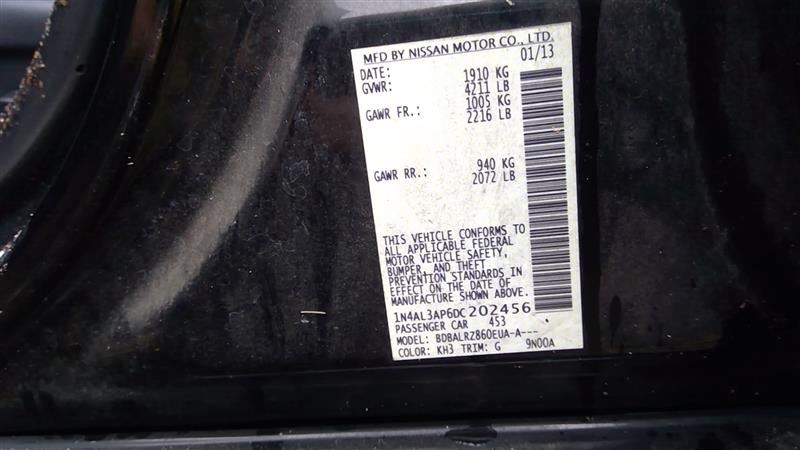 MFD BY NISSAN MOTOR CO., LTD.
01/13
DATE: 1910 KG
GVWR: 4211 LB
1005 KG
GAWR FR.: 2216 LB
940 KG
GAWR RR.: 2072 LB
THIS VEHICLE CONFORMS TO
ALL APPLICABLE FEDERAL
MOTOR VEHICLE SAFETY,
BUMPER, AND THEFT
PREVENTION STANDARDS IN
EFFECT ON THE DATE OF
MANUFACTURE SHOWN ABOVE.
1N4AL3AP6DC202456
PASSENGER CAR 453
MODEL: BDBALRZ860EUA-A---
COLOR: KH3 TRIM: G 9N00A